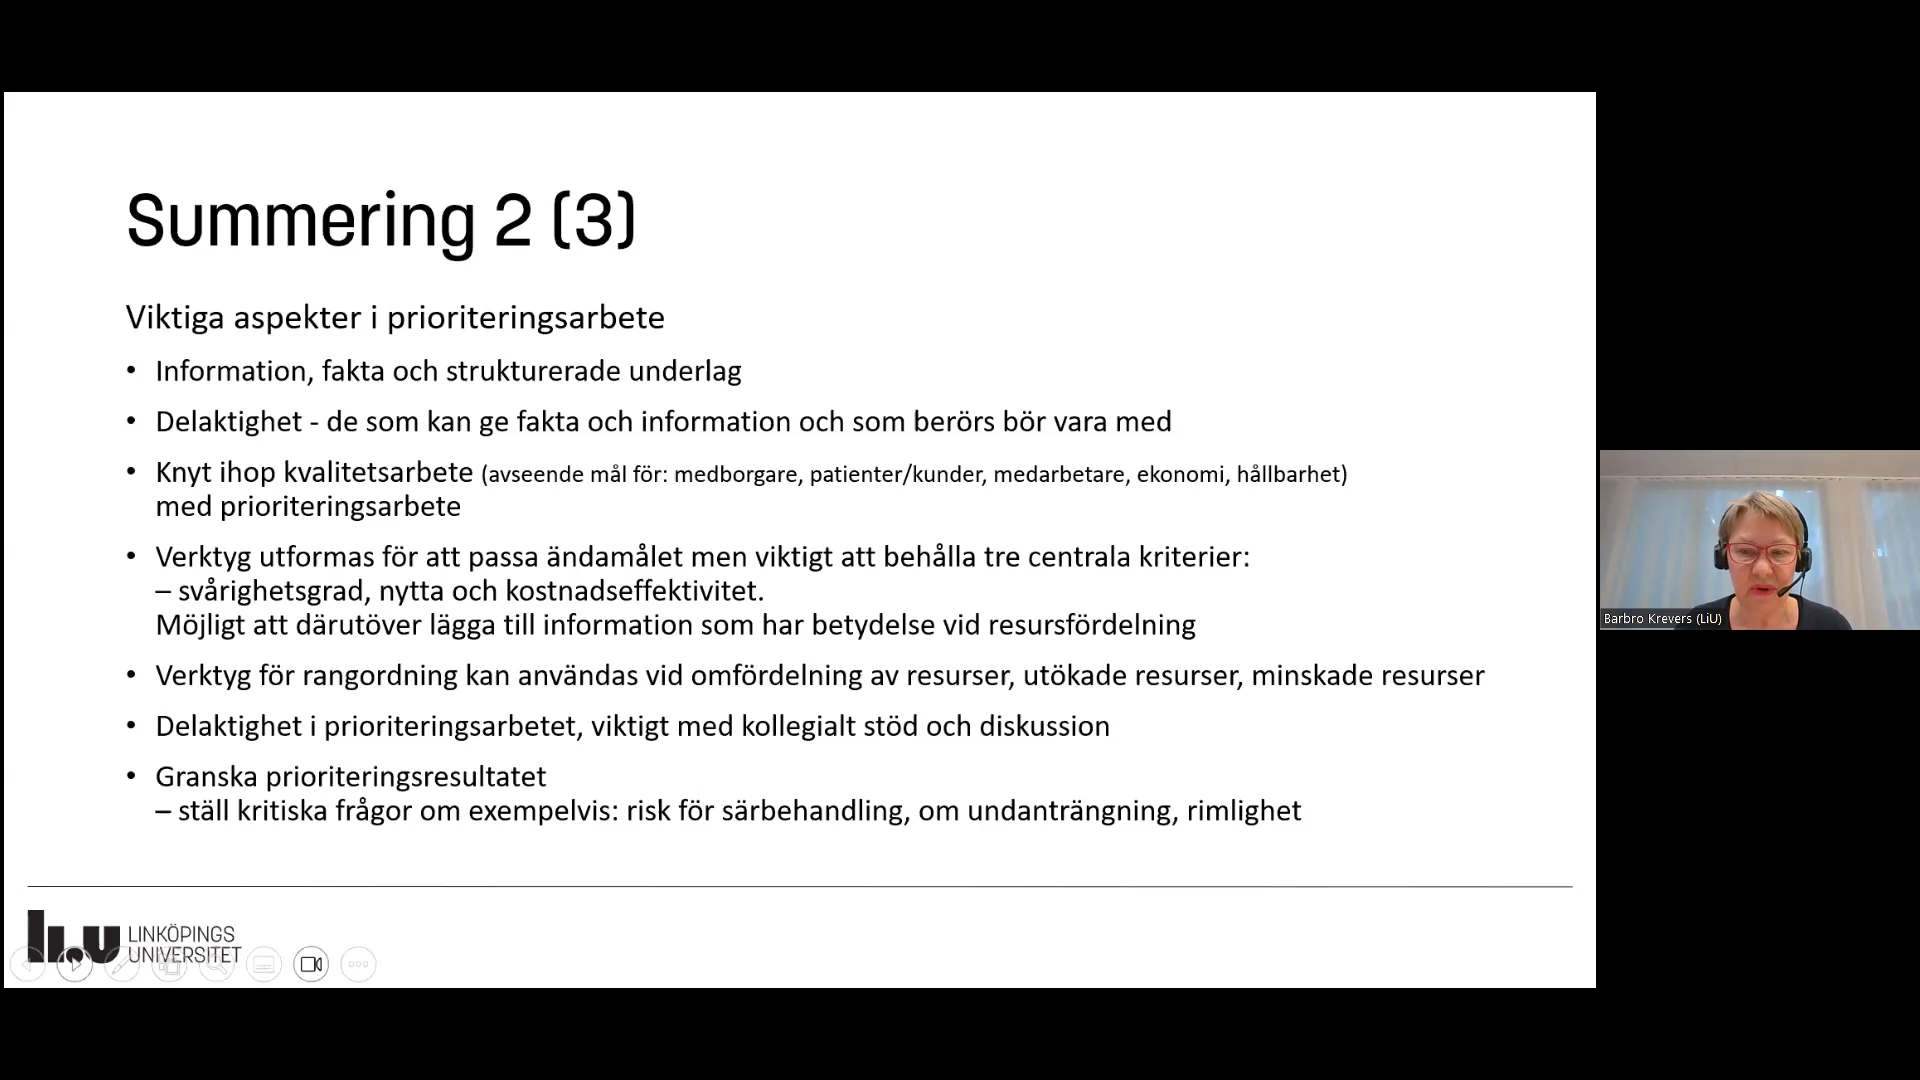 Summering 2 (3)
Viktiga aspekter i prioriteringsarbete
• Information, fakta och strukturerade underlag
• Delaktighet - de som kan ge fakta och information och som berörs bör vara med
• Knyt ihop kvalitetsarbete (avseende mål för: medborgare, patienter/kunder, medarbetare, ekonomi, hållbarhet)
med prioriteringsarbete
• Verktyg utformas för att passa ändamålet men viktigt att behålla tre centrala kriterier:
– svårighetsgrad, nytta och kostnadseffektivitet.
Möjligt att därutöver lägga till information som har betydelse vid resursfördelning
• Verktyg för rangordning kan användas vid omfördelning av resurser, utökade resurser, minskade resurser
• Delaktighet i prioriteringsarbetet, viktigt med kollegialt stöd och diskussion
• Granska prioriteringsresultatet
– ställ kritiska frågor om exempelvis: risk för särbehandling, om undanträngning, rimlighet
Barbro Krevers (LiU)
LiU LINKÖPINGS
UNIVERSITET